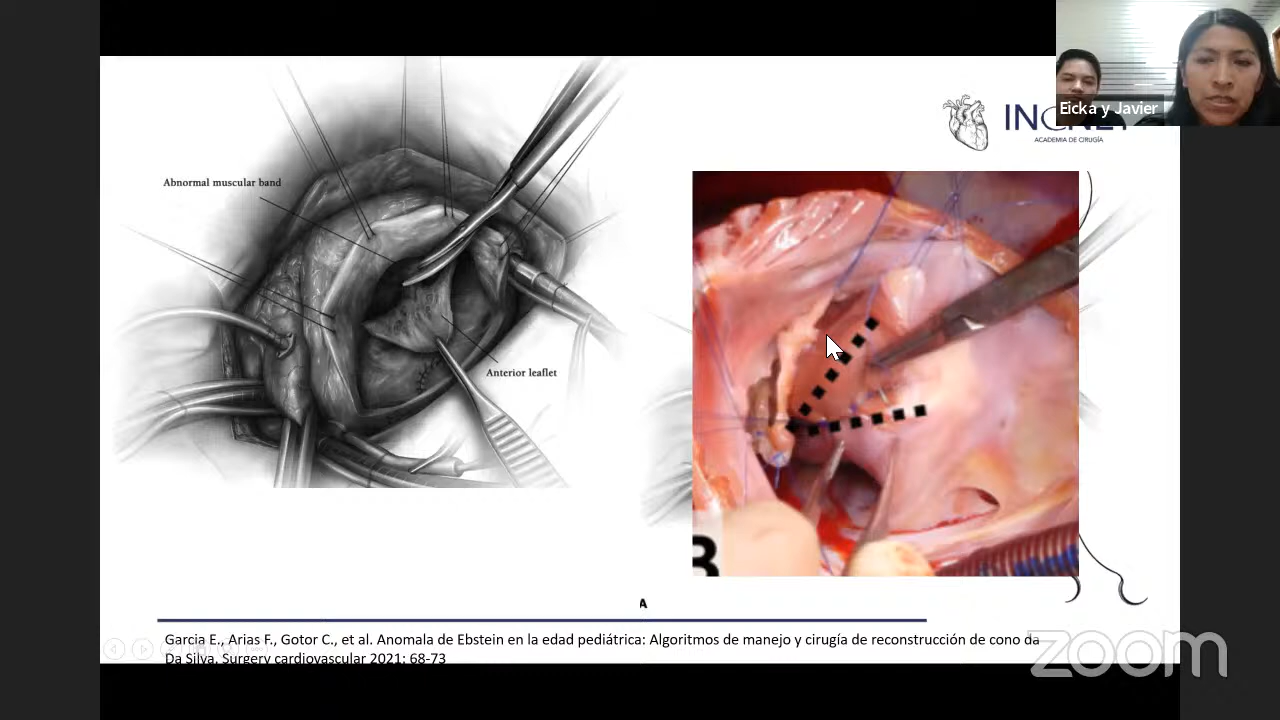 Eicka y Javier
ACADEMIA DE CIRUGÍA
Abnormal muscular band
Anterior leaflet
B
A
Garcia E., Arias F., Gotor C., et al. Anomala de Ebstein en la edad pediátrica: Algoritmos de manejo y cirugía de reconstrucción de cono da
Da Silva. Surgery cardiovascular 2021: 68-73
zoom